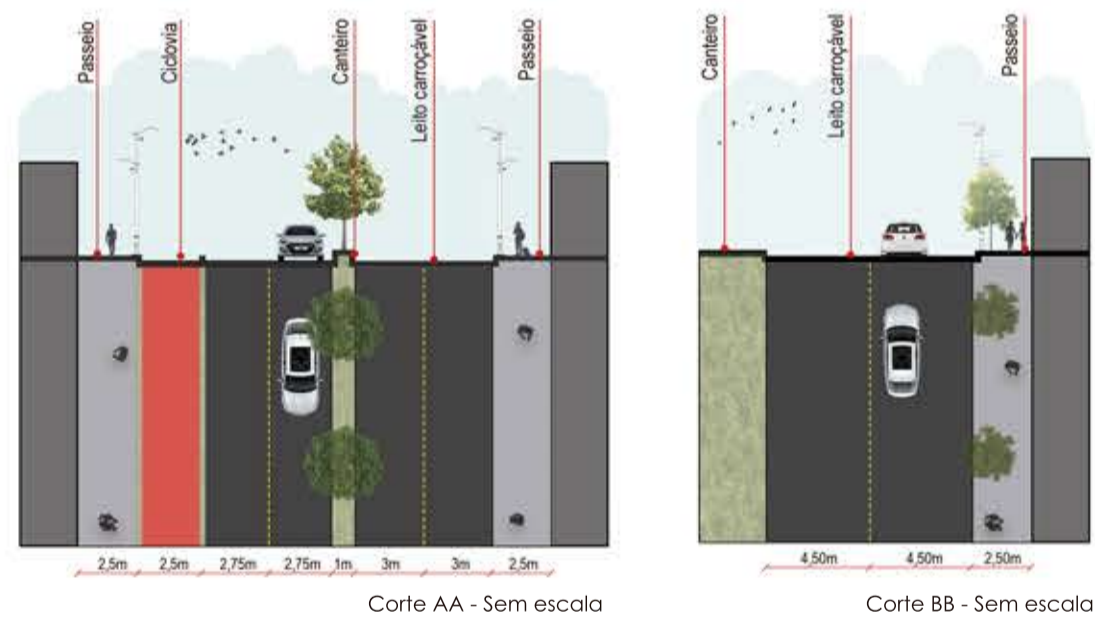 Passeio
Ciclovia
Canteiro
Leito carroçável
Passeio
2,5m 2,5m 2,75m 2,75m 1m 3m 3m 2,5m
Corte AA - Sem escala
Canteiro
Leito carroçável
Passeio
4,50m 4,50m 2,50m
Corte BB - Sem escala